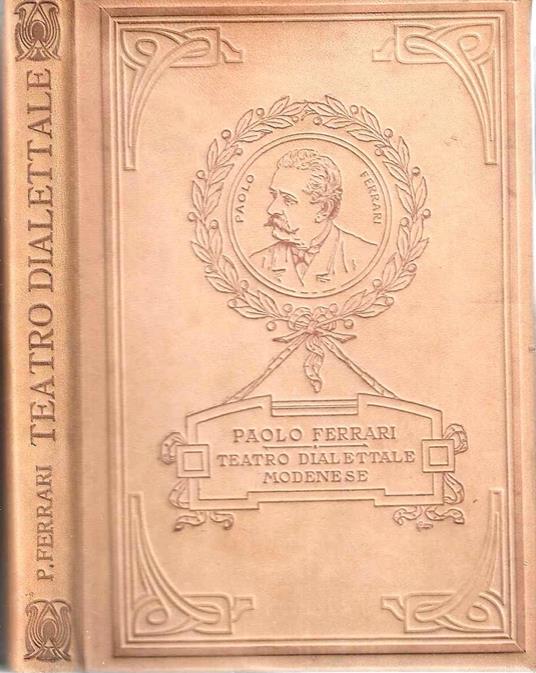 P. FERRARI TEATRO DIALETTALE
PAOLO FERRARI
PAOLO FERRARI
TEATRO DIALETTALE
MODENESE